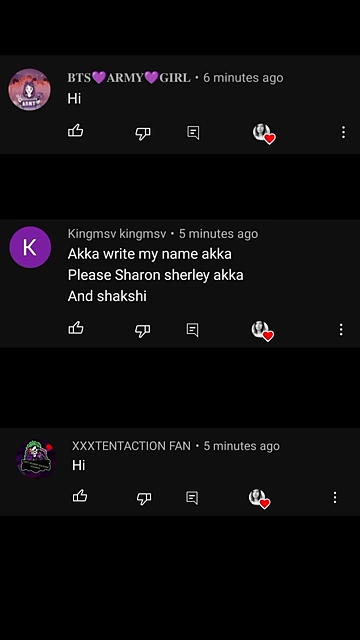 𝐁𝐓𝐒💜𝐀𝐑𝐌𝐘💜𝐆𝐈𝐑𝐋 • 6 minutes ago
Hi
K
Kingmsv kingmsv • 5 minutes ago
Akka write my name akka
Please Sharon sherley akka
And shakshi
XXXTENTACTION FAN • 5 minutes ago
Hi